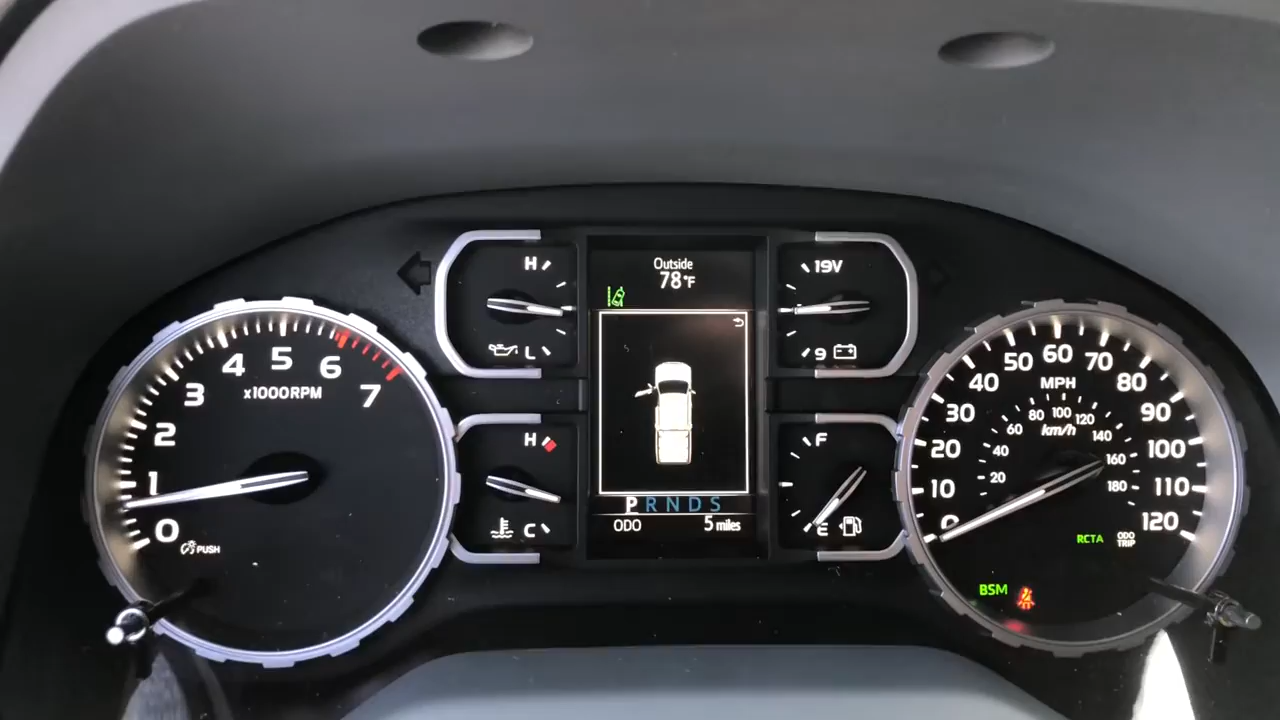 Outside
78°F
H
L
19V
9
0
1
2
3
4
5
6
7
x1000RPM
PUSH
H
C
P R N D S
ODO 5 miles
F
E
0
10
20
30
40
50
60
70
80
90
100
110
120
MPH
20
40
60
80
100
120
140
160
180
km/h
RCTA
ODO
TRIP
BSM